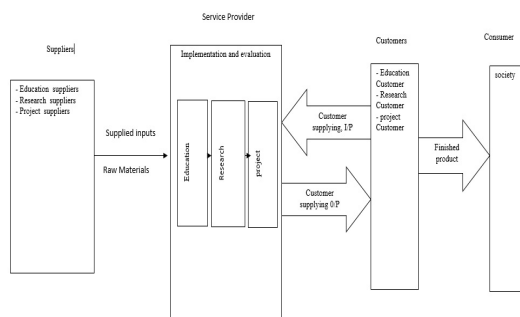 Service Provider
Suppliers
- Education suppliers
- Research suppliers
- Project suppliers
Supplied inputs
Raw Materials
Implementation and evaluation
Education
Research
project
Customer
supplying, I/P
Customer
supplying 0/P
Customers
- Education
Customer
- Research
Customer
- project
Customer
Finished
product
Consumer
society